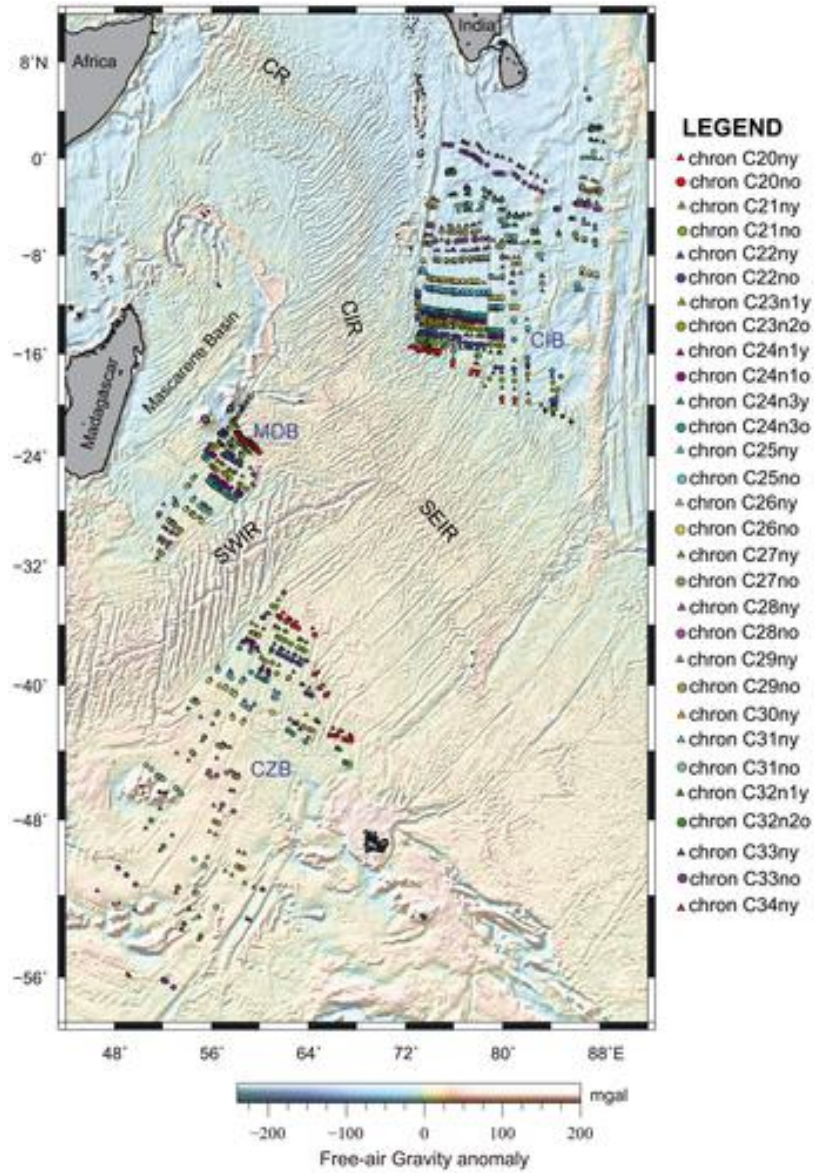 India
Africa
8°N
CR
0°
−8°
CIR
CIB
Mascarene Basin
−16°
Madagascar
MDB
−24°
SEIR
SWIR
−32°
−40°
CZB
−48°
−56°
48°
56°
64°
72°
80°
88°E
LEGEND
chron C20ny
chron C20no
chron C21ny
chron C21no
chron C22ny
chron C22no
chron C23n1y
chron C23n2o
chron C24n1y
chron C24n1o
chron C24n3y
chron C24n3o
chron C25ny
chron C25no
chron C26ny
chron C26no
chron C27ny
chron C27no
chron C28ny
chron C28no
chron C29ny
chron C29no
chron C30ny
chron C31ny
chron C31no
chron C32n1y
chron C32n2o
chron C33ny
chron C33no
chron C34ny
mgal
−200
−100
0
100
200
Free-air Gravity anomaly